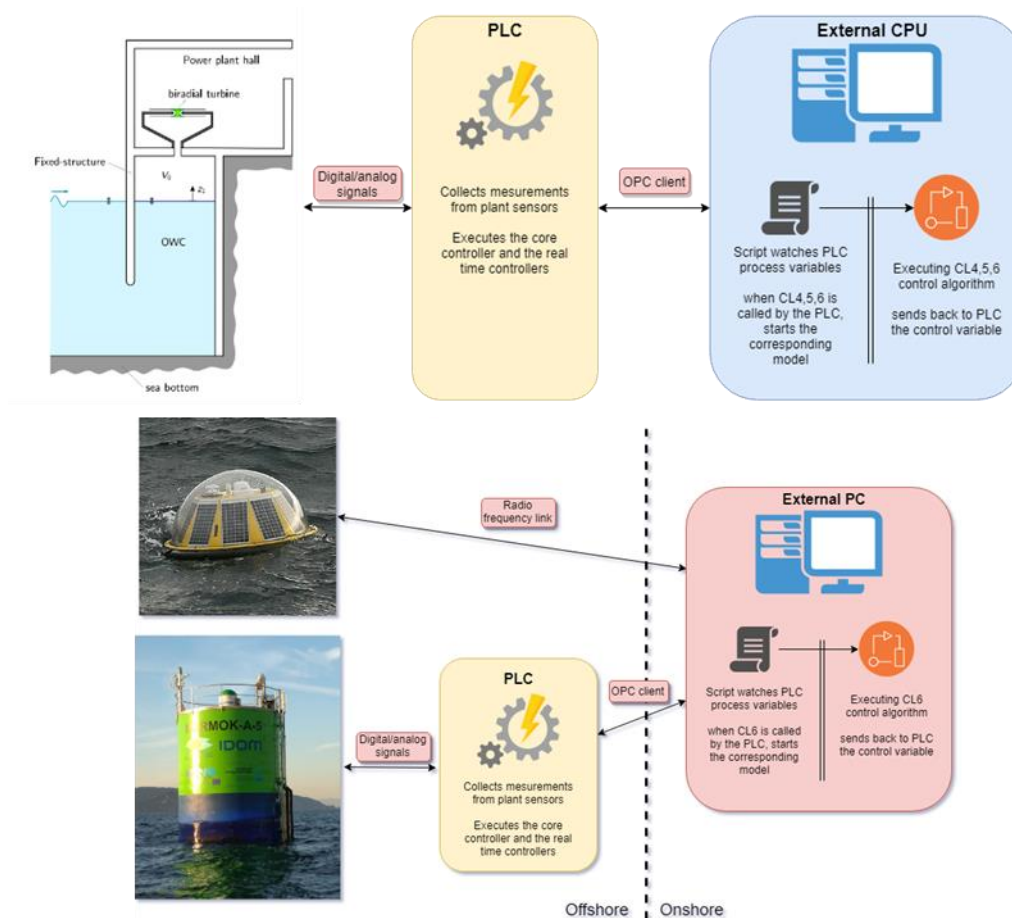 Power plant hall
biradial turbine
Fixed-structure
V₀
z₂
OWC
sea bottom
Digital/analog
signals
PLC
Collects mesurements
from plant sensors
Executes the core
controller and the real
time controllers
OPC client
External CPU
Script watches PLC
process variables
when CL4,5,6 is
called by the PLC,
starts the
corresponding
model
Executing CL4,5,6
control algorithm
sends back to PLC
the control variable
Radio
frequency link
RMOK-A-5
IDOM
Digital/analog
signals
PLC
Collects mesurements
from plant sensors
Executes the core
controller and the real
time controllers
OPC client
External PC
Script watches PLC
process variables
when CL6 is called
by the PLC, starts
the corresponding
model
Executing CL6
control algorithm
sends back to PLC
the control variable
Offshore
Onshore